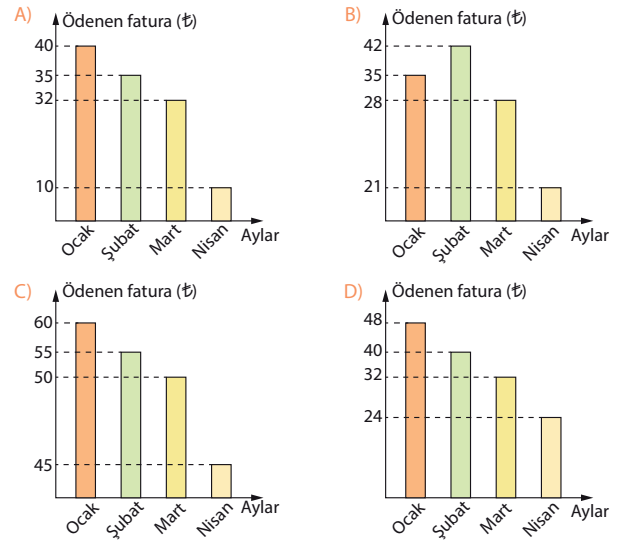 A) Ödenen fatura (₺)
40
35
32
10
Ocak Şubat Mart Nisan Aylar
B) Ödenen fatura (₺)
42
35
28
21
Ocak Şubat Mart Nisan Aylar
C) Ödenen fatura (₺)
60
55
50
45
Ocak Şubat Mart Nisan Aylar
D) Ödenen fatura (₺)
48
40
32
24
Ocak Şubat Mart Nisan Aylar